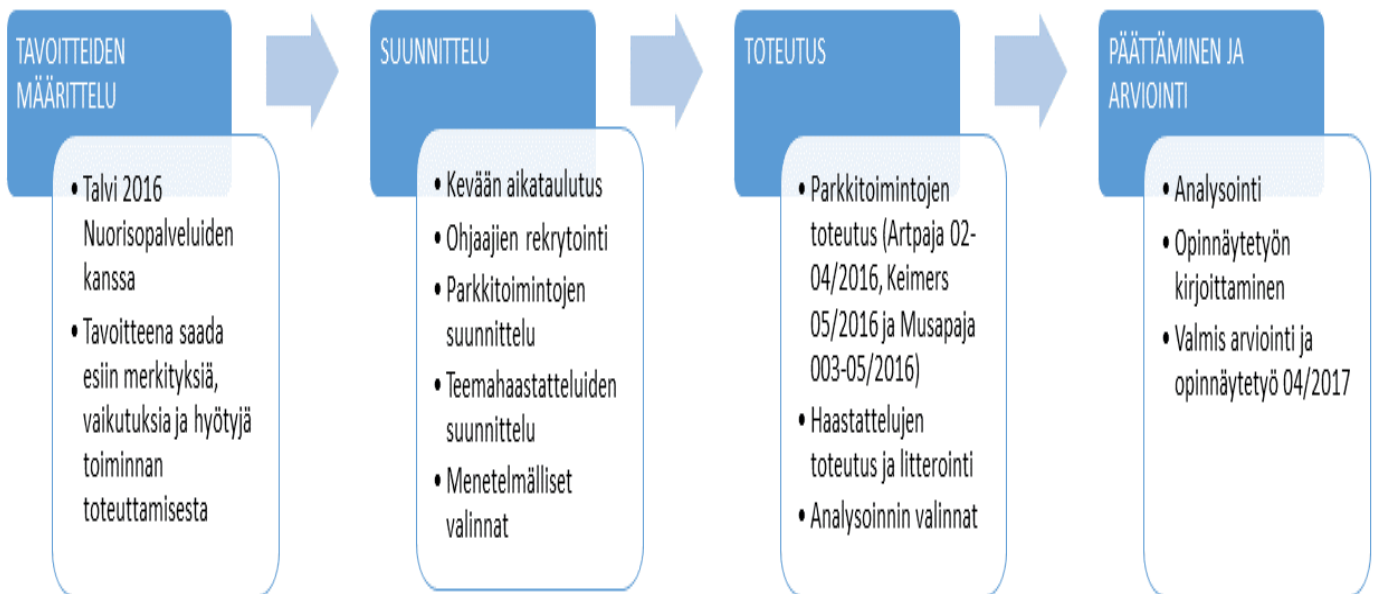 TAVOITTEIDEN
MÄÄRITTELU
• Talvi 2016
Nuorisopalveluiden
kanssa
• Tavoitteena saada
esiin merkityksiä,
vaikutuksia ja hyötyjä
toiminnan
toteuttamisesta
SUUNNITTELU
• Kevään aikataulutus
• Ohjaajien rekrytointi
• Parkkitoimintojen
suunnittelu
• Teemahaastatteluiden
suunnittelu
• Menetelmälliset
valinnat
TOTEUTUS
• Parkkitoimintojen
toteutus (Artpaja 02-
04/2016, Keimers
05/2016 ja Musapaja
003-05/2016)
• Haastattelujen
toteutus ja litterointi
• Analysoinnin valinnat
PÄÄTTÄMINEN JA
ARVIOINTI
• Analysointi
• Opinnäytetyön
kirjoittaminen
• Valmis arviointi ja
opinnäytetyö 04/2017